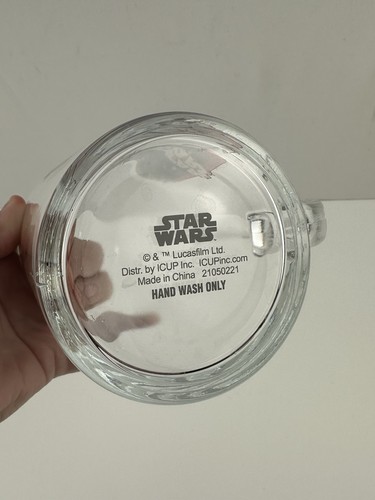 STAR
WARS
© & ™ Lucasfilm Ltd.
Distr. by ICUP Inc. ICUPinc.com
Made in China 21050221
HAND WASH ONLY